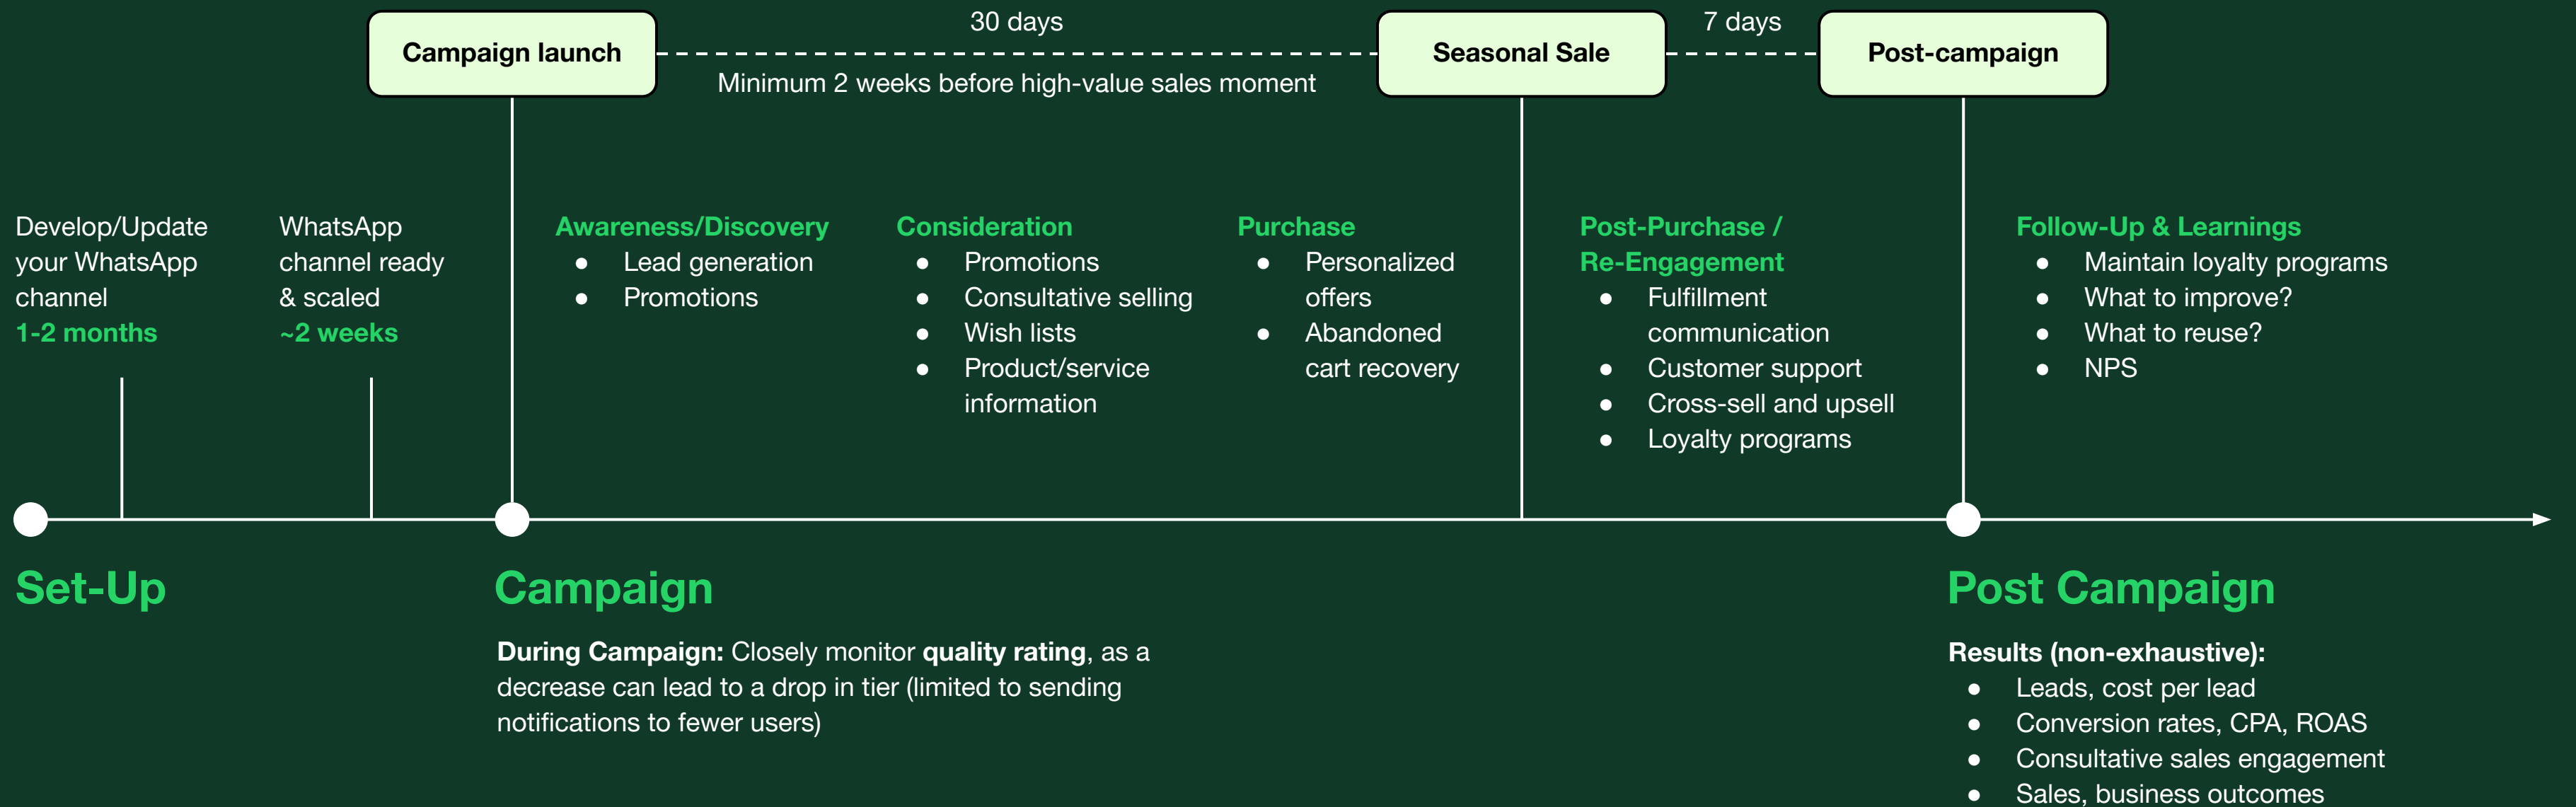 Campaign launch
30 days
Minimum 2 weeks before high-value sales moment
Seasonal Sale
7 days
Post-campaign
Develop/Update
your WhatsApp
channel
1-2 months
WhatsApp
channel ready
& scaled
~2 weeks
Awareness/Discovery
● Lead generation
● Promotions
Consideration
● Promotions
● Consultative selling
● Wish lists
● Product/service
information
Purchase
● Personalized
offers
● Abandoned
cart recovery
Post-Purchase /
Re-Engagement
● Fulfillment
communication
● Customer support
● Cross-sell and upsell
● Loyalty programs
Follow-Up & Learnings
● Maintain loyalty programs
● What to improve?
● What to reuse?
● NPS
Set-Up
Campaign
During Campaign: Closely monitor quality rating, as a
decrease can lead to a drop in tier (limited to sending
notifications to fewer users)
Post Campaign
Results (non-exhaustive):
● Leads, cost per lead
● Conversion rates, CPA, ROAS
● Consultative sales engagement
● Sales, business outcomes